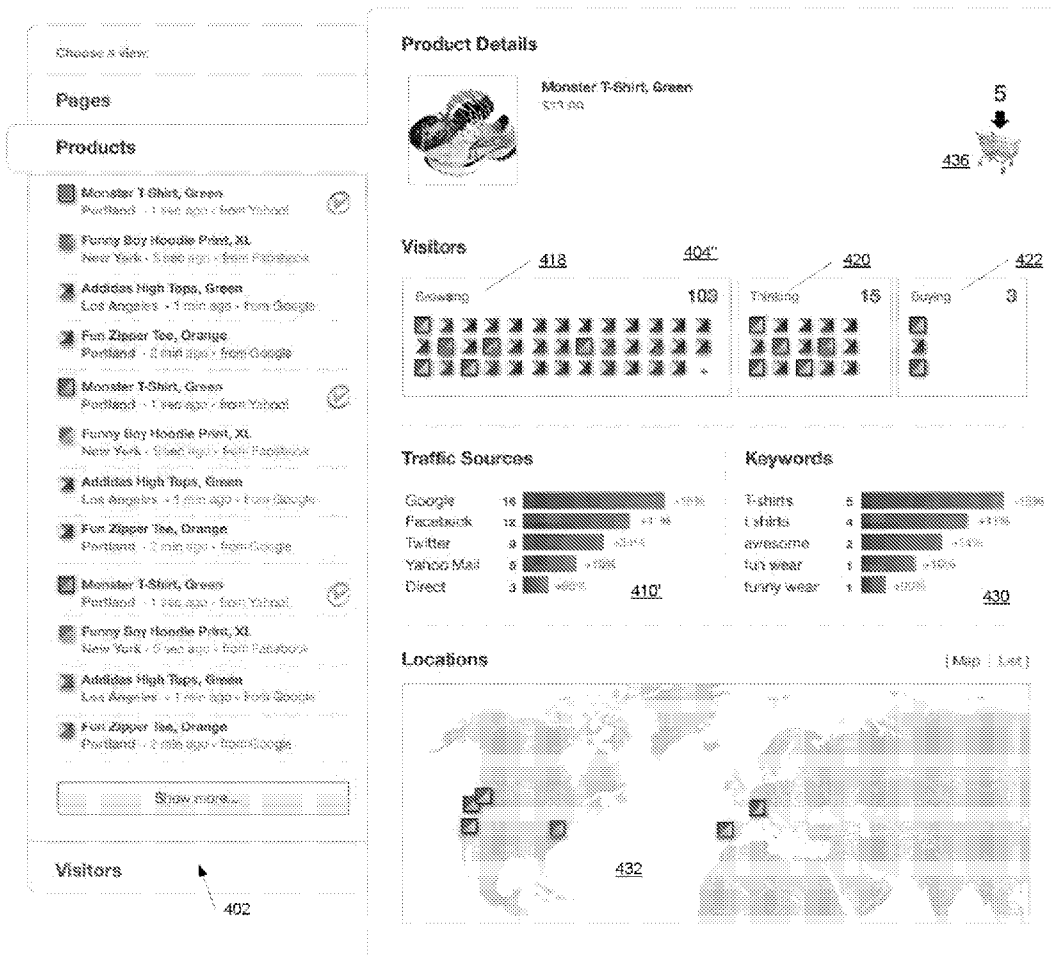 Choose a view:
Pages
Products
Monster T-Shirt, Green
Portland - 1 sec ago - from Yahoo!
Funny Boy Hoodie Print, XL
New York - 5 sec ago - from Facebook
Addidas High Tops, Green
Los Angeles - 1 min ago - from Google
Fun Zipper Tee, Orange
Portland - 2 min ago - from Google
Monster T-Shirt, Green
Portland - 1 sec ago - from Yahoo!
Funny Boy Hoodie Print, XL
New York - 5 sec ago - from Facebook
Addidas High Tops, Green
Los Angeles - 1 min ago - from Google
Fun Zipper Tee, Orange
Portland - 2 min ago - from Google
Monster T-Shirt, Green
Portland - 1 sec ago - from Yahoo!
Funny Boy Hoodie Print, XL
New York - 5 sec ago - from Facebook
Addidas High Tops, Green
Los Angeles - 1 min ago - from Google
Fun Zipper Tee, Orange
Portland - 2 min ago - from Google
Show more...
Visitors
402
Product Details
Monster T-Shirt, Green
5
436
Visitors
418 404" 420 422
Browsing 103 Thinking 15 Buying 3
Traffic Sources
Google 16
Facebook 12
Twitter 9
Yahoo Mail 6
Direct 3
410'
Keywords
T-shirts 5
t shirts 4
awesome 2
fun wear 1
funny wear 1
430
Locations [ Map | List ]
432